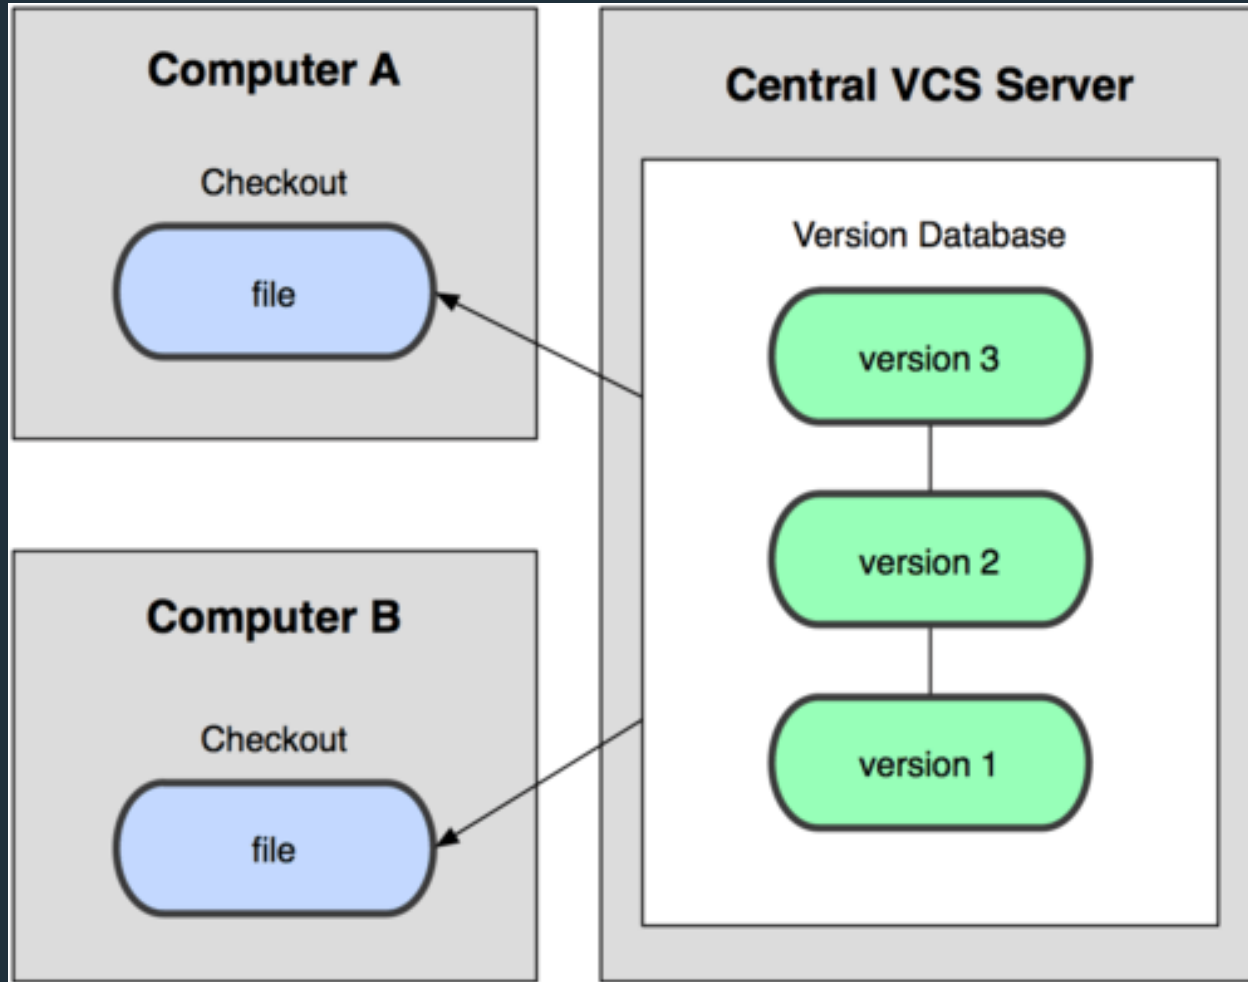 Computer A
Checkout
file
Computer B
Checkout
file
Central VCS Server
Version Database
version 3
version 2
version 1